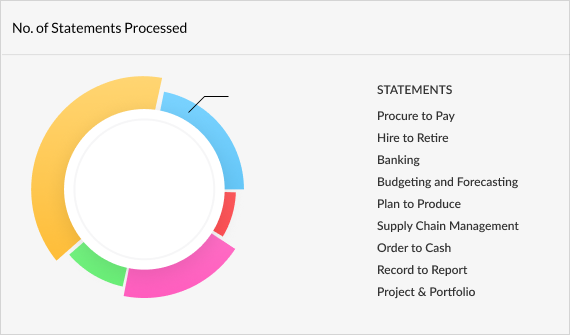 No. of Statements Processed
STATEMENTS
Procure to Pay
Hire to Retire
Banking
Budgeting and Forecasting
Plan to Produce
Supply Chain Management
Order to Cash
Record to Report
Project & Portfolio